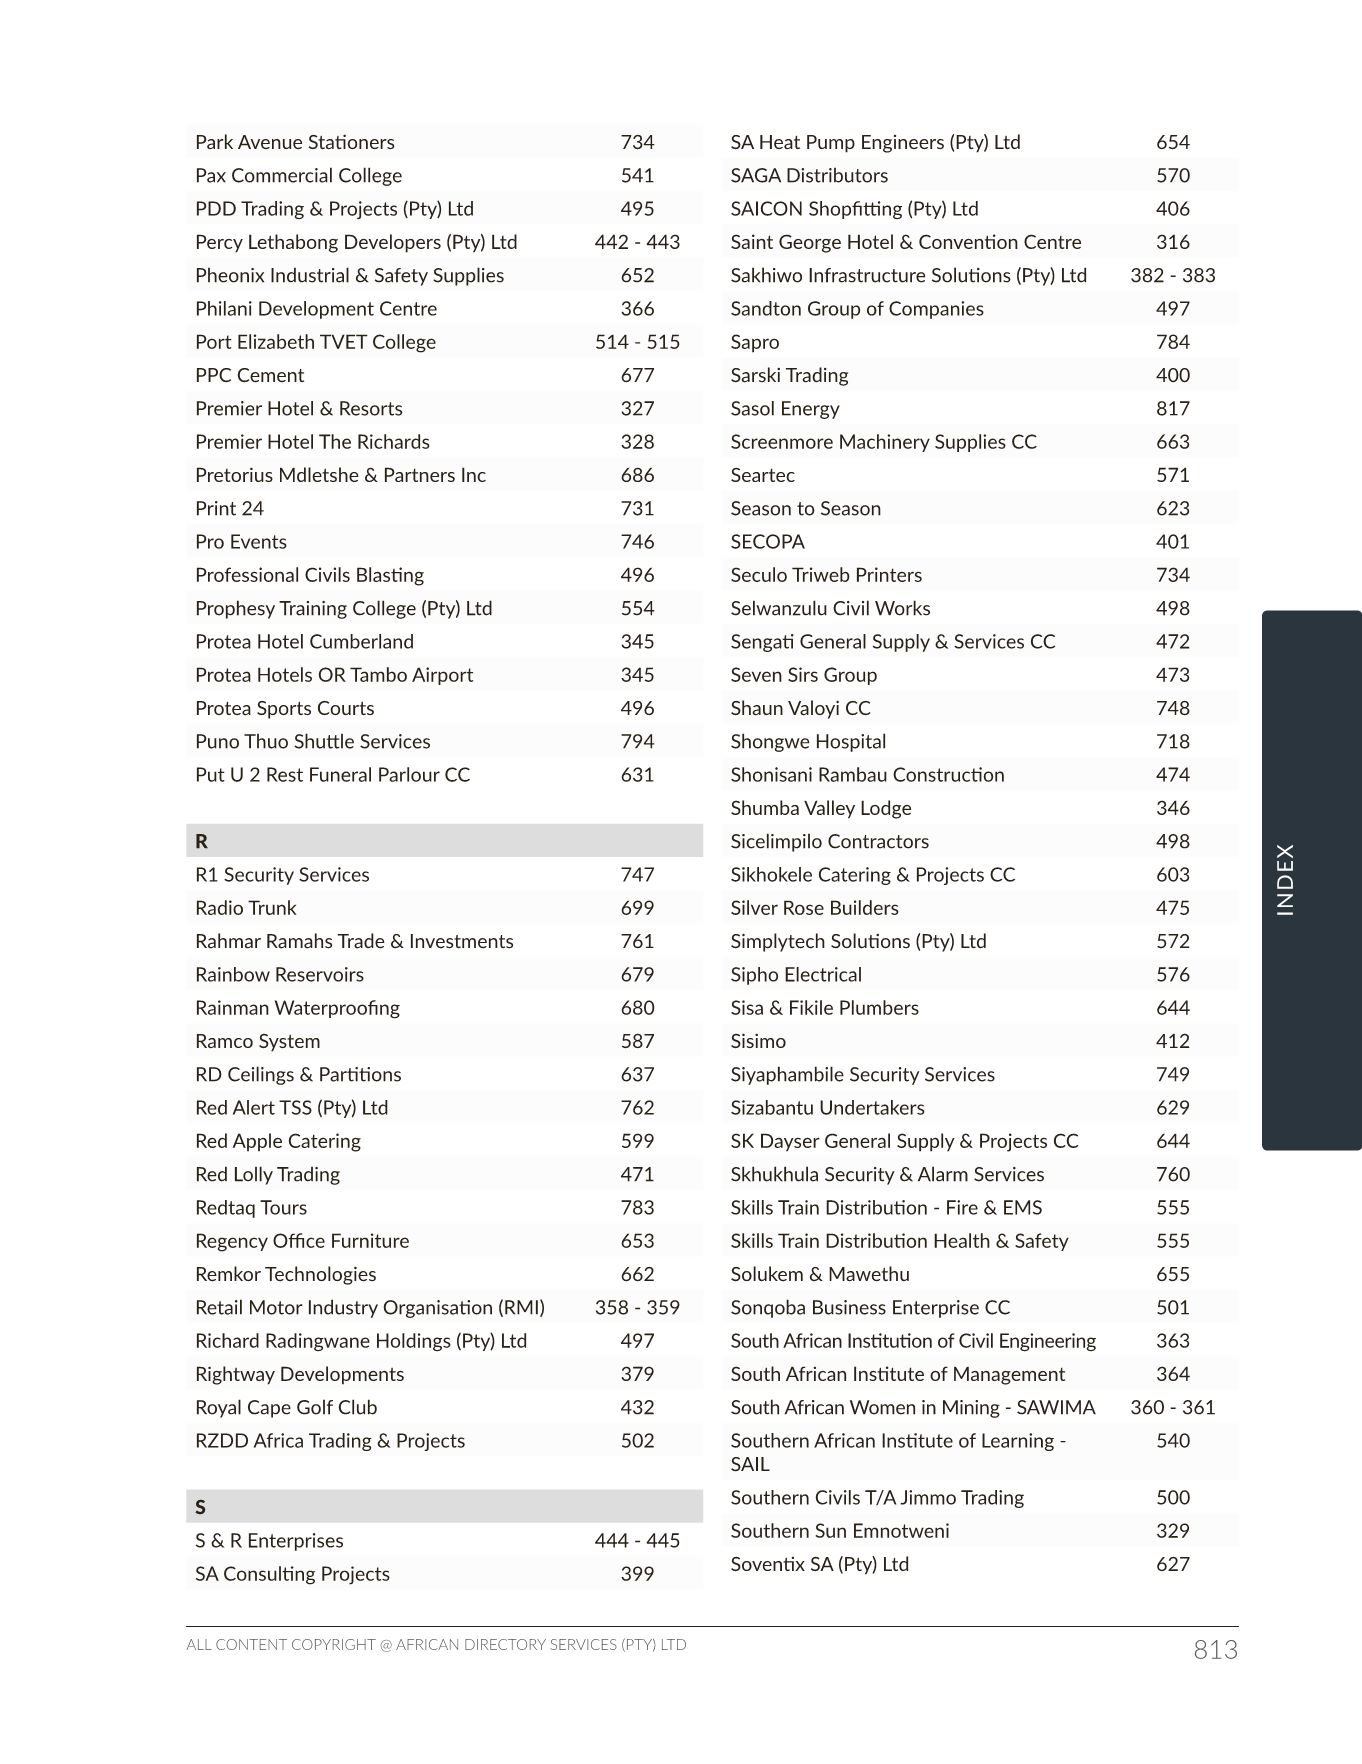 Park Avenue Stationers 734
Pax Commercial College 541
PDD Trading & Projects (Pty) Ltd 495
Percy Lethabong Developers (Pty) Ltd 442 - 443
Pheonix Industrial & Safety Supplies 652
Philani Development Centre 366
Port Elizabeth TVET College 514 - 515
PPC Cement 677
Premier Hotel & Resorts 327
Premier Hotel The Richards 328
Pretorius Mdletshe & Partners Inc 686
Print 24 731
Pro Events 746
Professional Civils Blasting 496
Prophesy Training College (Pty) Ltd 554
Protea Hotel Cumberland 345
Protea Hotels OR Tambo Airport 345
Protea Sports Courts 496
Puno Thuo Shuttle Services 794
Put U 2 Rest Funeral Parlour CC 631
R
R1 Security Services 747
Radio Trunk 699
Rahmar Ramahs Trade & Investments 761
Rainbow Reservoirs 679
Rainman Waterproofing 680
Ramco System 587
RD Ceilings & Partitions 637
Red Alert TSS (Pty) Ltd 762
Red Apple Catering 599
Red Lolly Trading 471
Redtaq Tours 783
Regency Office Furniture 653
Remkor Technologies 662
Retail Motor Industry Organisation (RMI) 358 - 359
Richard Radingwane Holdings (Pty) Ltd 497
Rightway Developments 379
Royal Cape Golf Club 432
RZDD Africa Trading & Projects 502
S
S & R Enterprises 444 - 445
SA Consulting Projects 399
SA Heat Pump Engineers (Pty) Ltd 654
SAGA Distributors 570
SAICON Shopfitting (Pty) Ltd 406
Saint George Hotel & Convention Centre 316
Sakhiwo Infrastructure Solutions (Pty) Ltd 382 - 383
Sandton Group of Companies 497
Sapro 784
Sarski Trading 400
Sasol Energy 817
Screenmore Machinery Supplies CC 663
Seartec 571
Season to Season 623
SECOPA 401
Seculo Triweb Printers 734
Selwanzulu Civil Works 498
Sengati General Supply & Services CC 472
Seven Sirs Group 473
Shaun Valoyi CC 748
Shongwe Hospital 718
Shonisani Rambau Construction 474
Shumba Valley Lodge 346
Sicelimpilo Contractors 498
Sikhokele Catering & Projects CC 603
Silver Rose Builders 475
Simplytech Solutions (Pty) Ltd 572
Sipho Electrical 576
Sisa & Fikile Plumbers 644
Sisimo 412
Siyaphambile Security Services 749
Sizabantu Undertakers 629
SK Dayser General Supply & Projects CC 644
Skhukhula Security & Alarm Services 760
Skills Train Distribution - Fire & EMS 555
Skills Train Distribution Health & Safety 555
Solukem & Mawethu 655
Sonqoba Business Enterprise CC 501
South African Institution of Civil Engineering 363
South African Institute of Management 364
South African Women in Mining - SAWIMA 360 - 361
Southern African Institute of Learning - 540
SAIL
Southern Civils T/A Jimmo Trading 500
Southern Sun Emnotweni 329
Soventix SA (Pty) Ltd 627
INDEX
ALL CONTENT COPYRIGHT @ AFRICAN DIRECTORY SERVICES (PTY) LTD 813